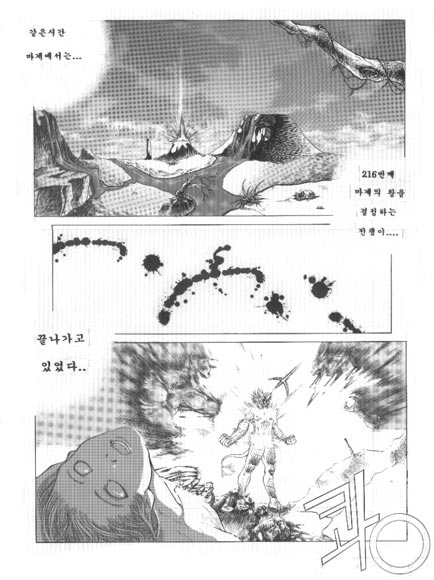 같은시간
마계에서는...
216번째
마계의 왕을
결정하는
전쟁이....
끝나가고
있었다..
쾅